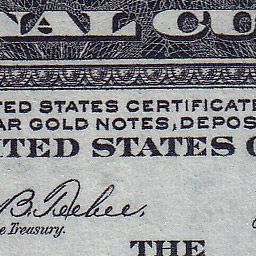 NAL CU
TED STATES CERTIFICATE
AR GOLD NOTES, DEPOS
ITED STATES O
B. Teehee.
e Treasury.
THE